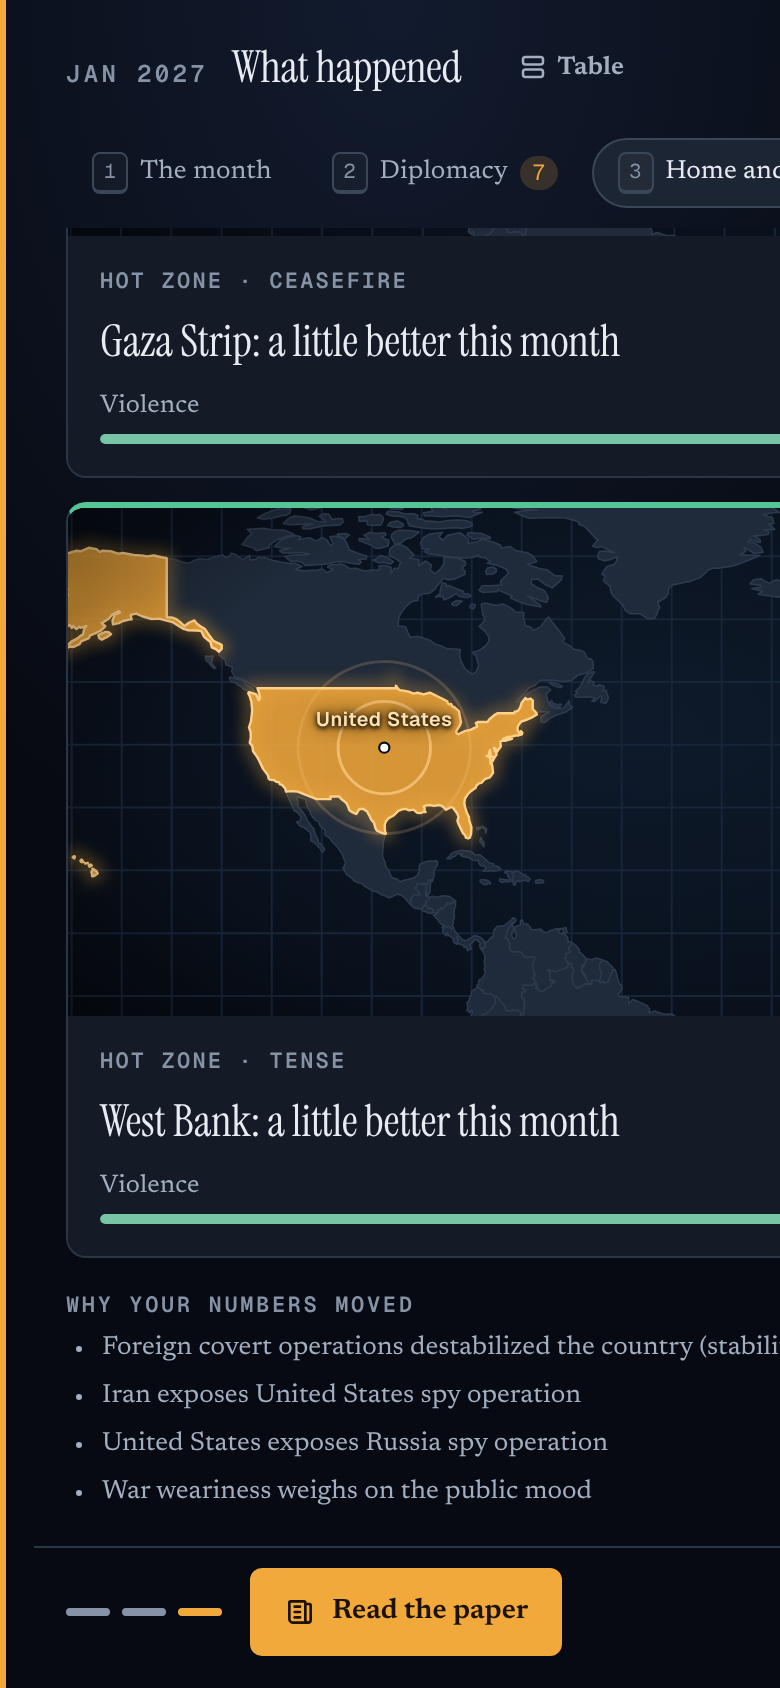 JAN 2027 What happened Table
1 The month 2 Diplomacy 7 3 Home and
HOT ZONE · CEASEFIRE
Gaza Strip: a little better this month
Violence
United States
HOT ZONE · TENSE
West Bank: a little better this month
Violence
WHY YOUR NUMBERS MOVED
• Foreign covert operations destabilized the country (stabili
• Iran exposes United States spy operation
• United States exposes Russia spy operation
• War weariness weighs on the public mood
Read the paper